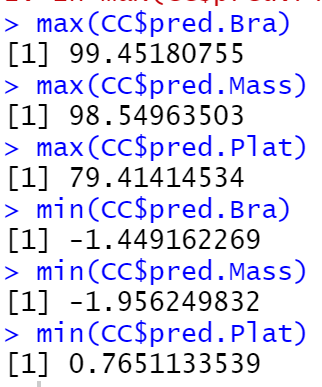 > max(CC$pred.Bra)
[1] 99.45180755
> max(CC$pred.Mass)
[1] 98.54963503
> max(CC$pred.Plat)
[1] 79.41414534
> min(CC$pred.Bra)
[1] -1.449162269
> min(CC$pred.Mass)
[1] -1.956249832
> min(CC$pred.Plat)
[1] 0.7651133539